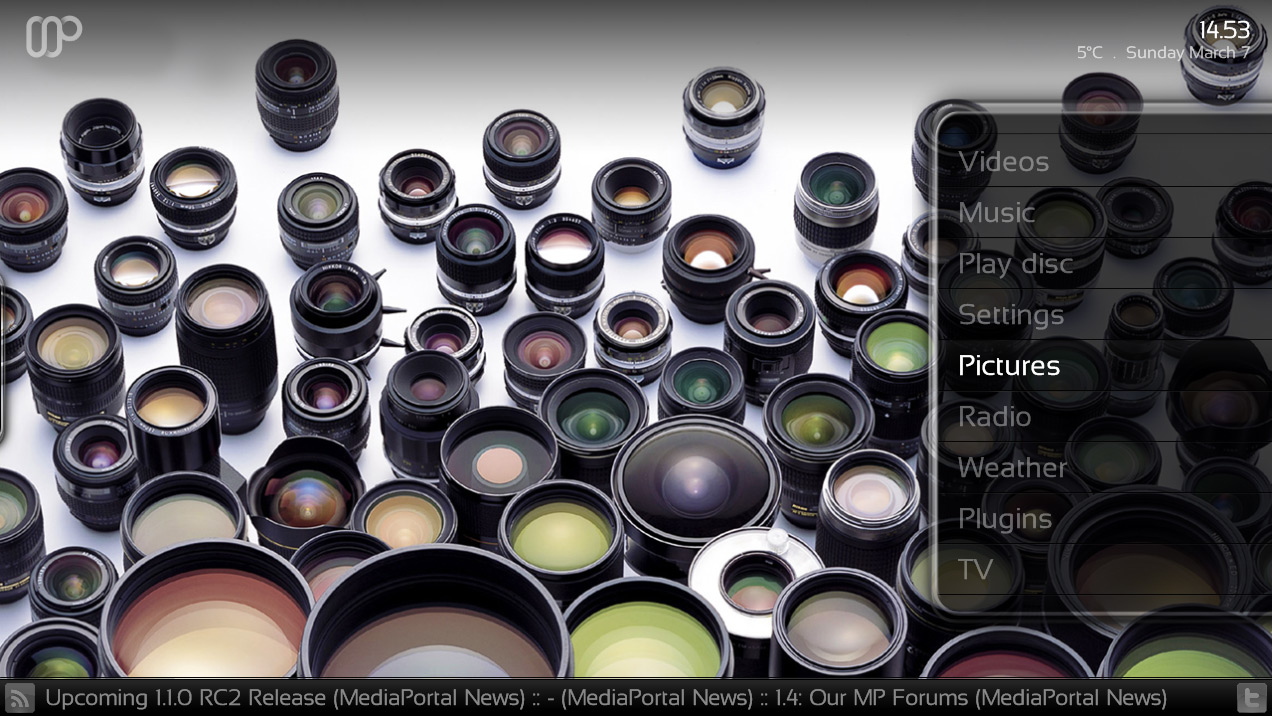 mp
14.53
5°C . Sunday March 7
Videos
Music
Play disc
Settings
Pictures
Radio
Weather
Plugins
TV
Upcoming 1.1.0 RC2 Release (MediaPortal News) :: - (MediaPortal News) :: 1.4: Our MP Forums (MediaPortal News)